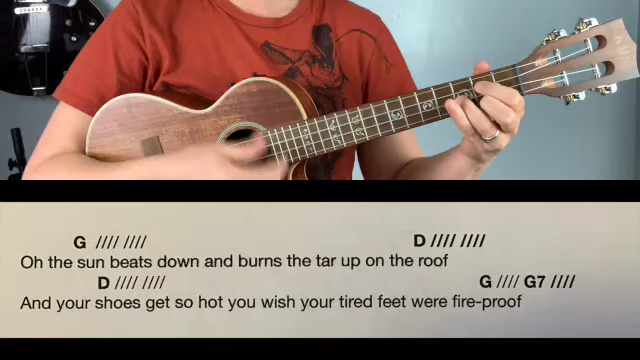 G //// //// D //// ////
Oh the sun beats down and burns the tar up on the roof
D //// //// G //// G7 ////
And your shoes get so hot you wish your tired feet were fire-proof